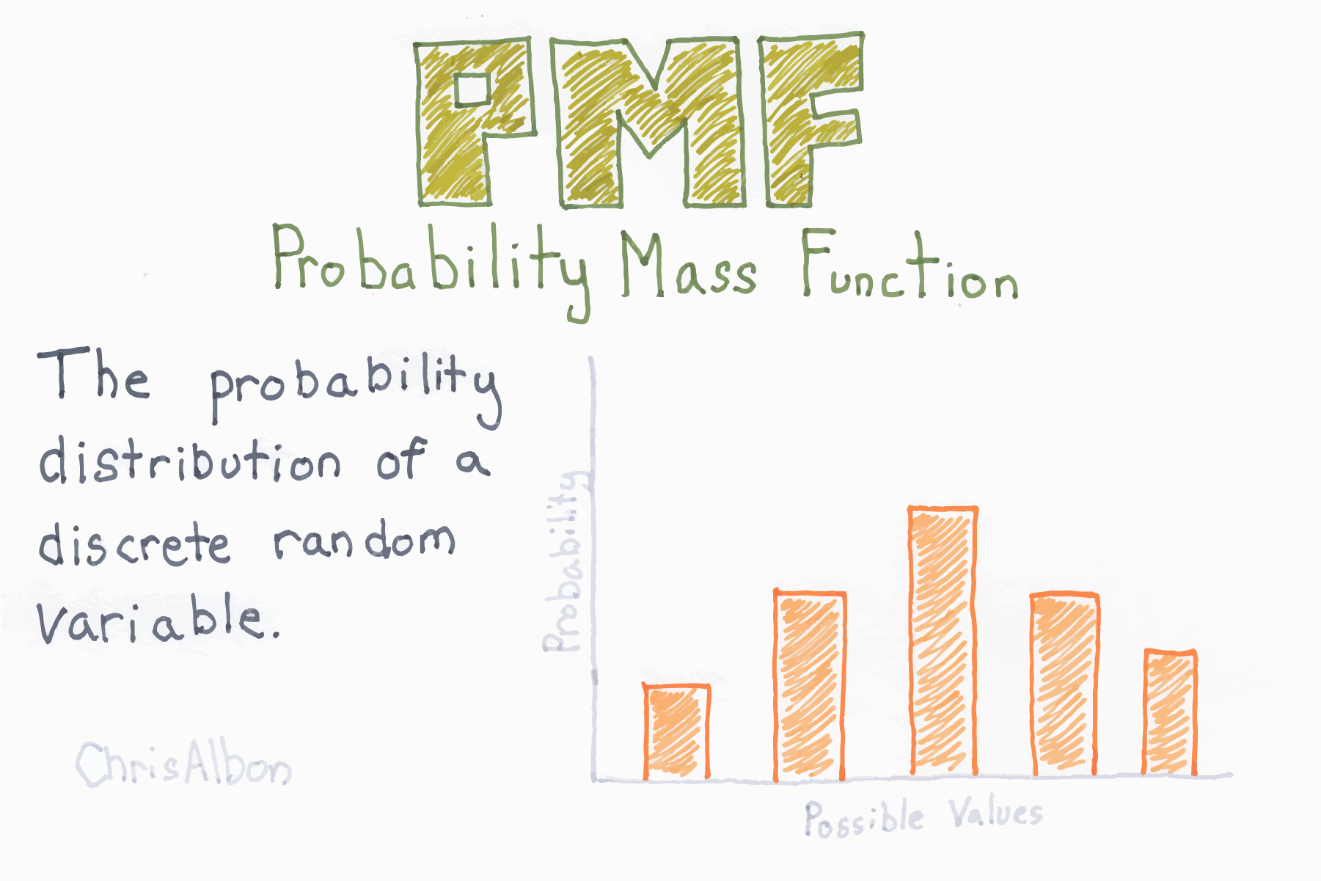 PMF
Probability Mass Function
The probability
distribution of a
discrete random
variable.
ChrisAlbon
Probability
Possible Values